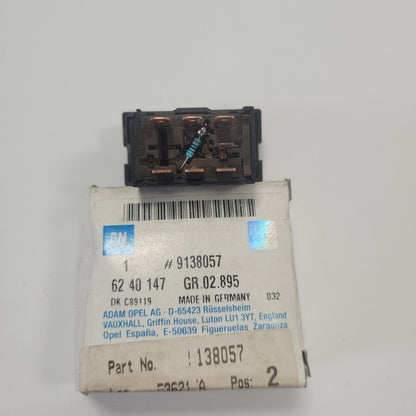 GM
1 # 9138057
62 40 147 GR.02.895
DK C89119 MADE IN GERMANY 032
ADAM OPEL AG · D-65423 Rüsselsheim
VAUXHALL, Griffin House, Luton LU1 3YT, England
Opel España, E-50639 Figueruelas Zaragoza
Part No. 9138057
Pos: 2